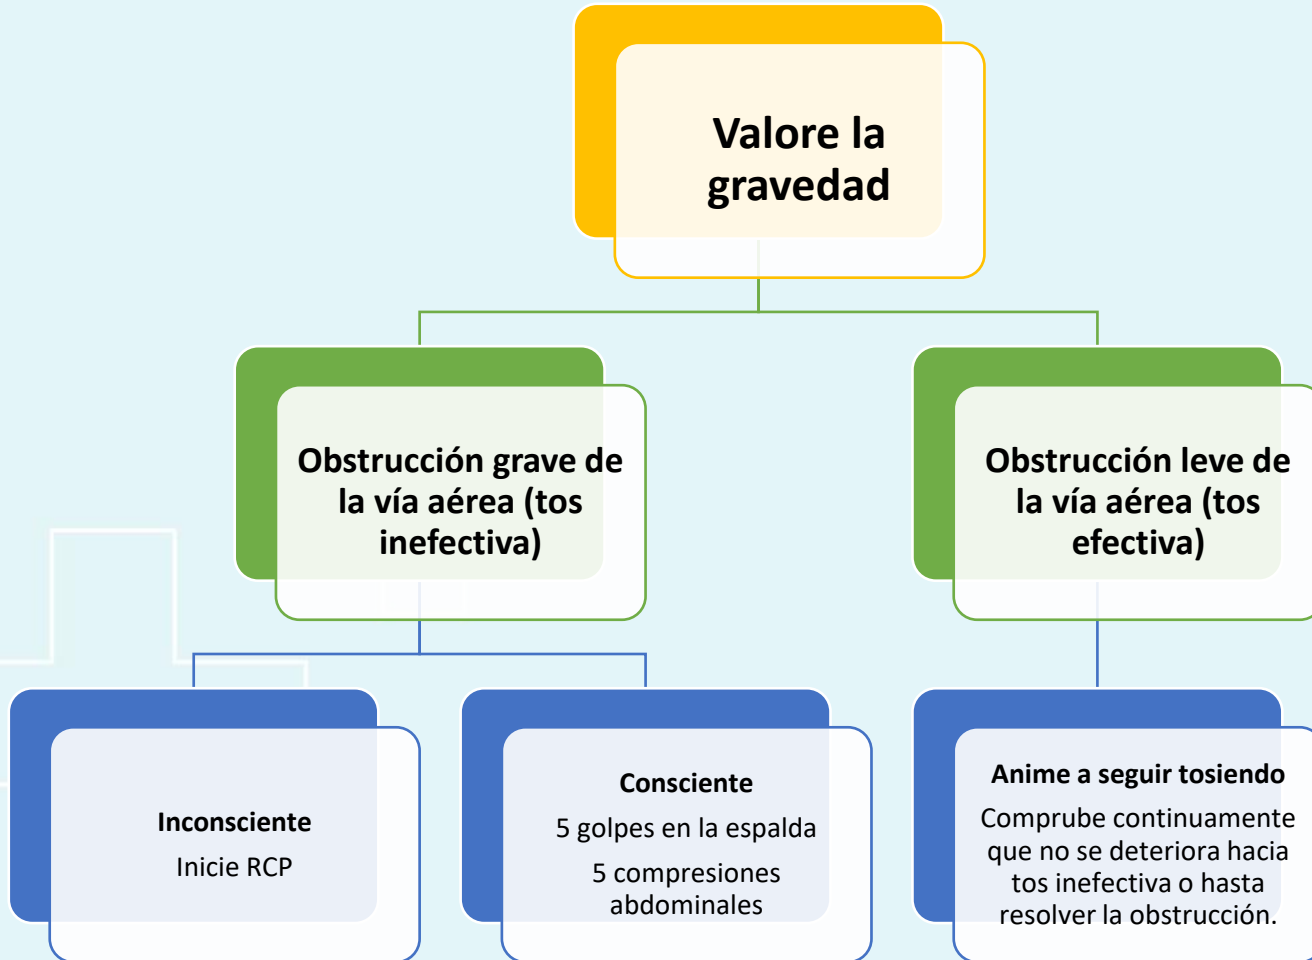 Valore la
gravedad
Obstrucción grave de
la vía aérea (tos
inefectiva)
Obstrucción leve de
la vía aérea (tos
efectiva)
Inconsciente
Inicie RCP
Consciente
5 golpes en la espalda
5 compresiones
abdominales
Anime a seguir tosiendo
Comprube continuamente
que no se deteriora hacia
tos inefectiva o hasta
resolver la obstrucción.